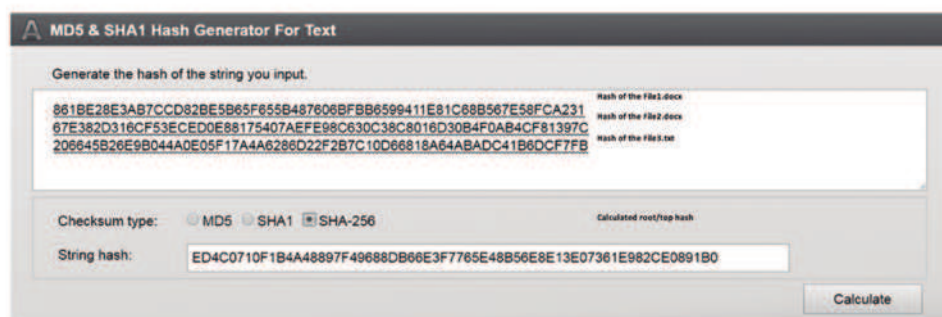 MD5 & SHA1 Hash Generator For Text
Generate the hash of the string you input.
861BE28E3AB7CCD82BE5B65F655B487606BFBB6599411E81C68B567E58FCA231 Hash of the File1.docx
67E382D316CF53ECED0E88175407AEFE98C630C38C8016D30B4F0AB4CF81397C Hash of the File2.docx
206645B26E9B044A0E05F17A4A6286D22F2B7C10D66818A64ABADC41B6DCF7FB Hash of the File3.txt
Checksum type: MD5 SHA1 SHA-256 Calculated root/top hash
String hash: ED4C0710F1B4A48897F49688DB66E3F7765E48B56E8E13E07361E982CE0891B0
Calculate